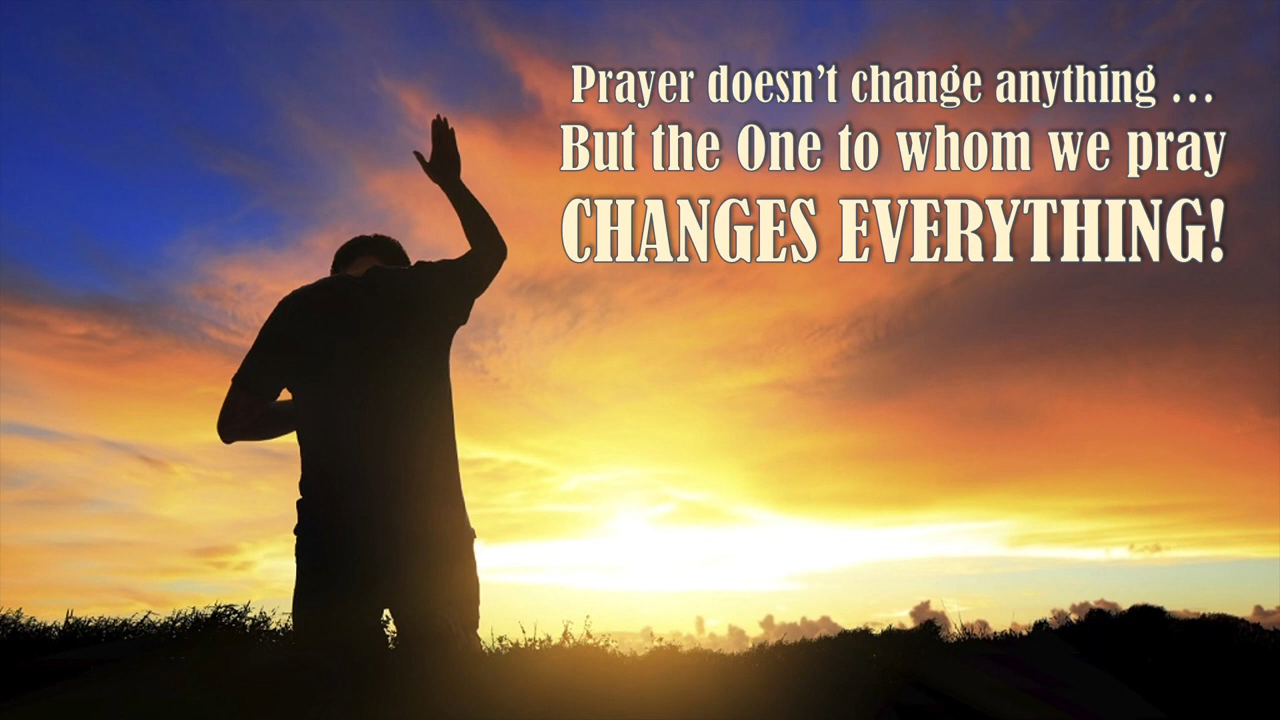 Prayer doesn’t change anything …
But the One to whom we pray
CHANGES EVERYTHING!